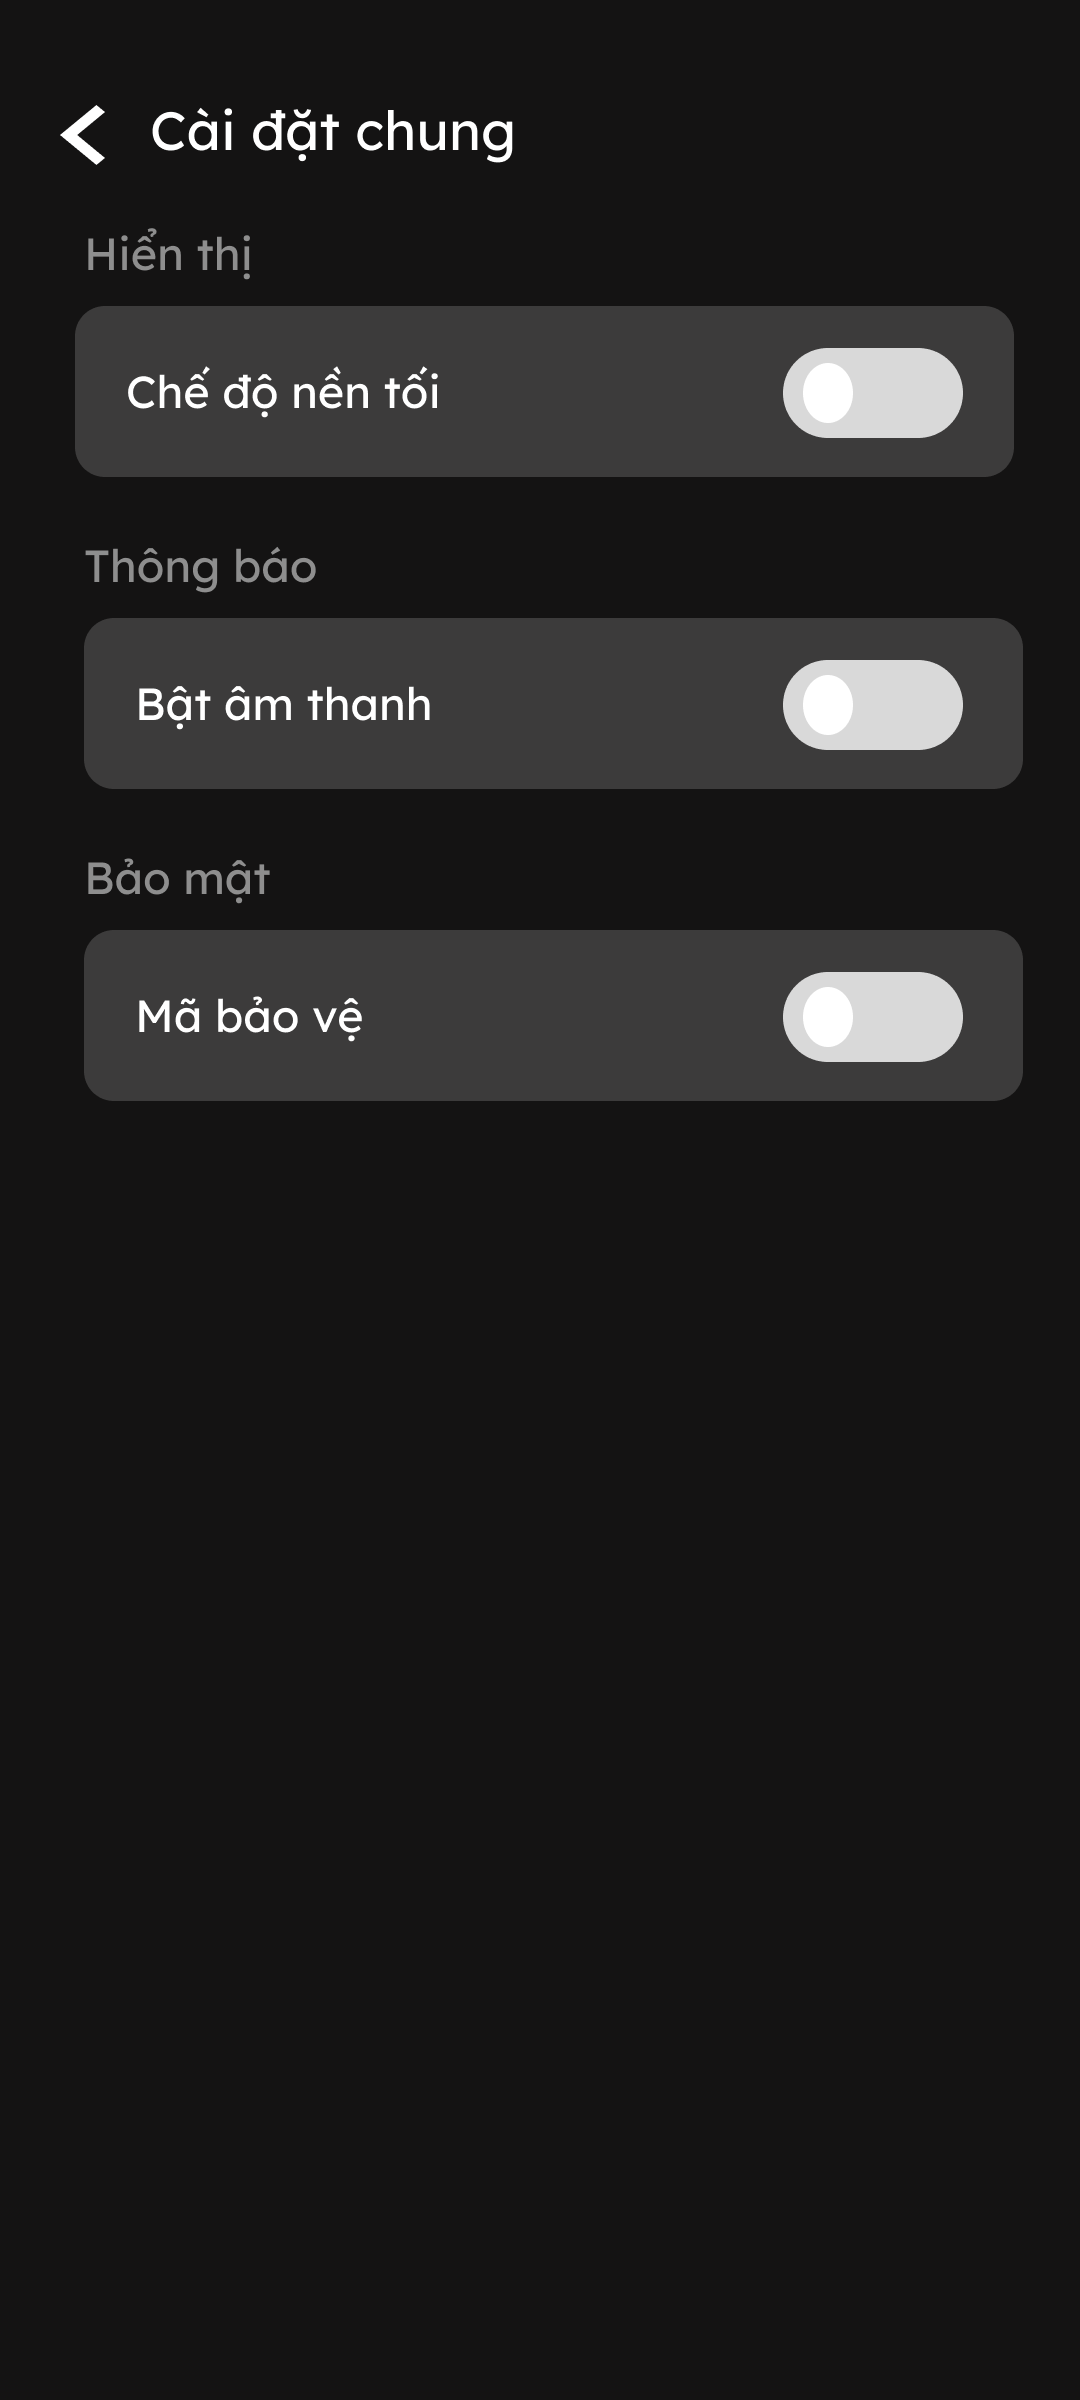 Cài đặt chung
Hiển thị
Chế độ nền tối
Thông báo
Bật âm thanh
Bảo mật
Mã bảo vệ